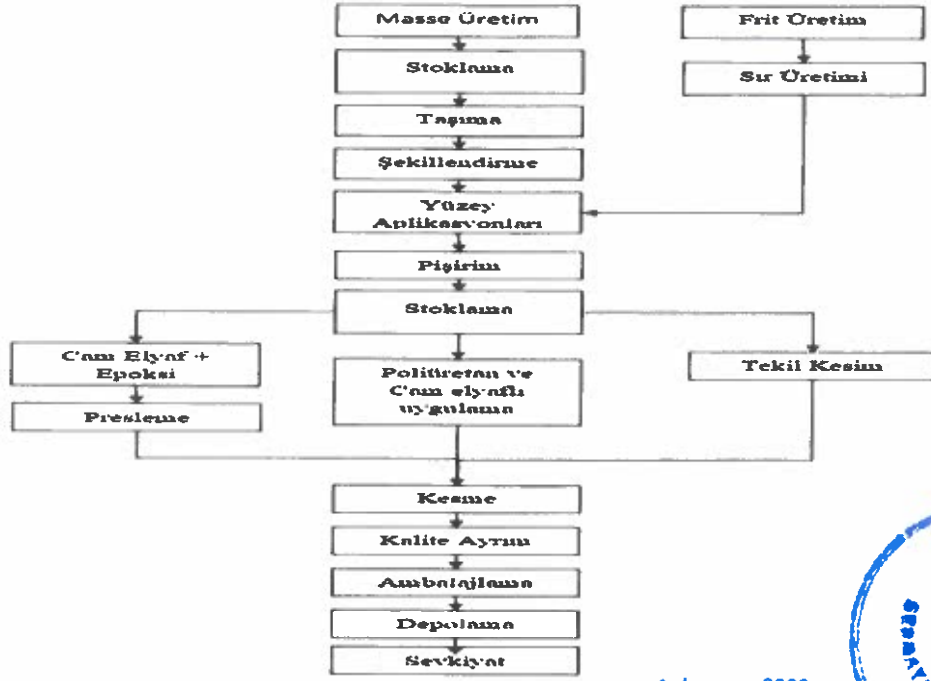 Masse Üretim
Frit Üretim
Stoklama
Sır Üretimi
Taşıma
Şekillendirme
Yüzey
Aplikasyonları
Pişirim
Stoklama
Cam Elyaf +
Epoksi
Poliüretan ve
Cam elyaflı
uygulama
Tekil Kesim
Presleme
Kesme
Kalite Ayrım
Ambalajlama
Depolama
Sevkiyat